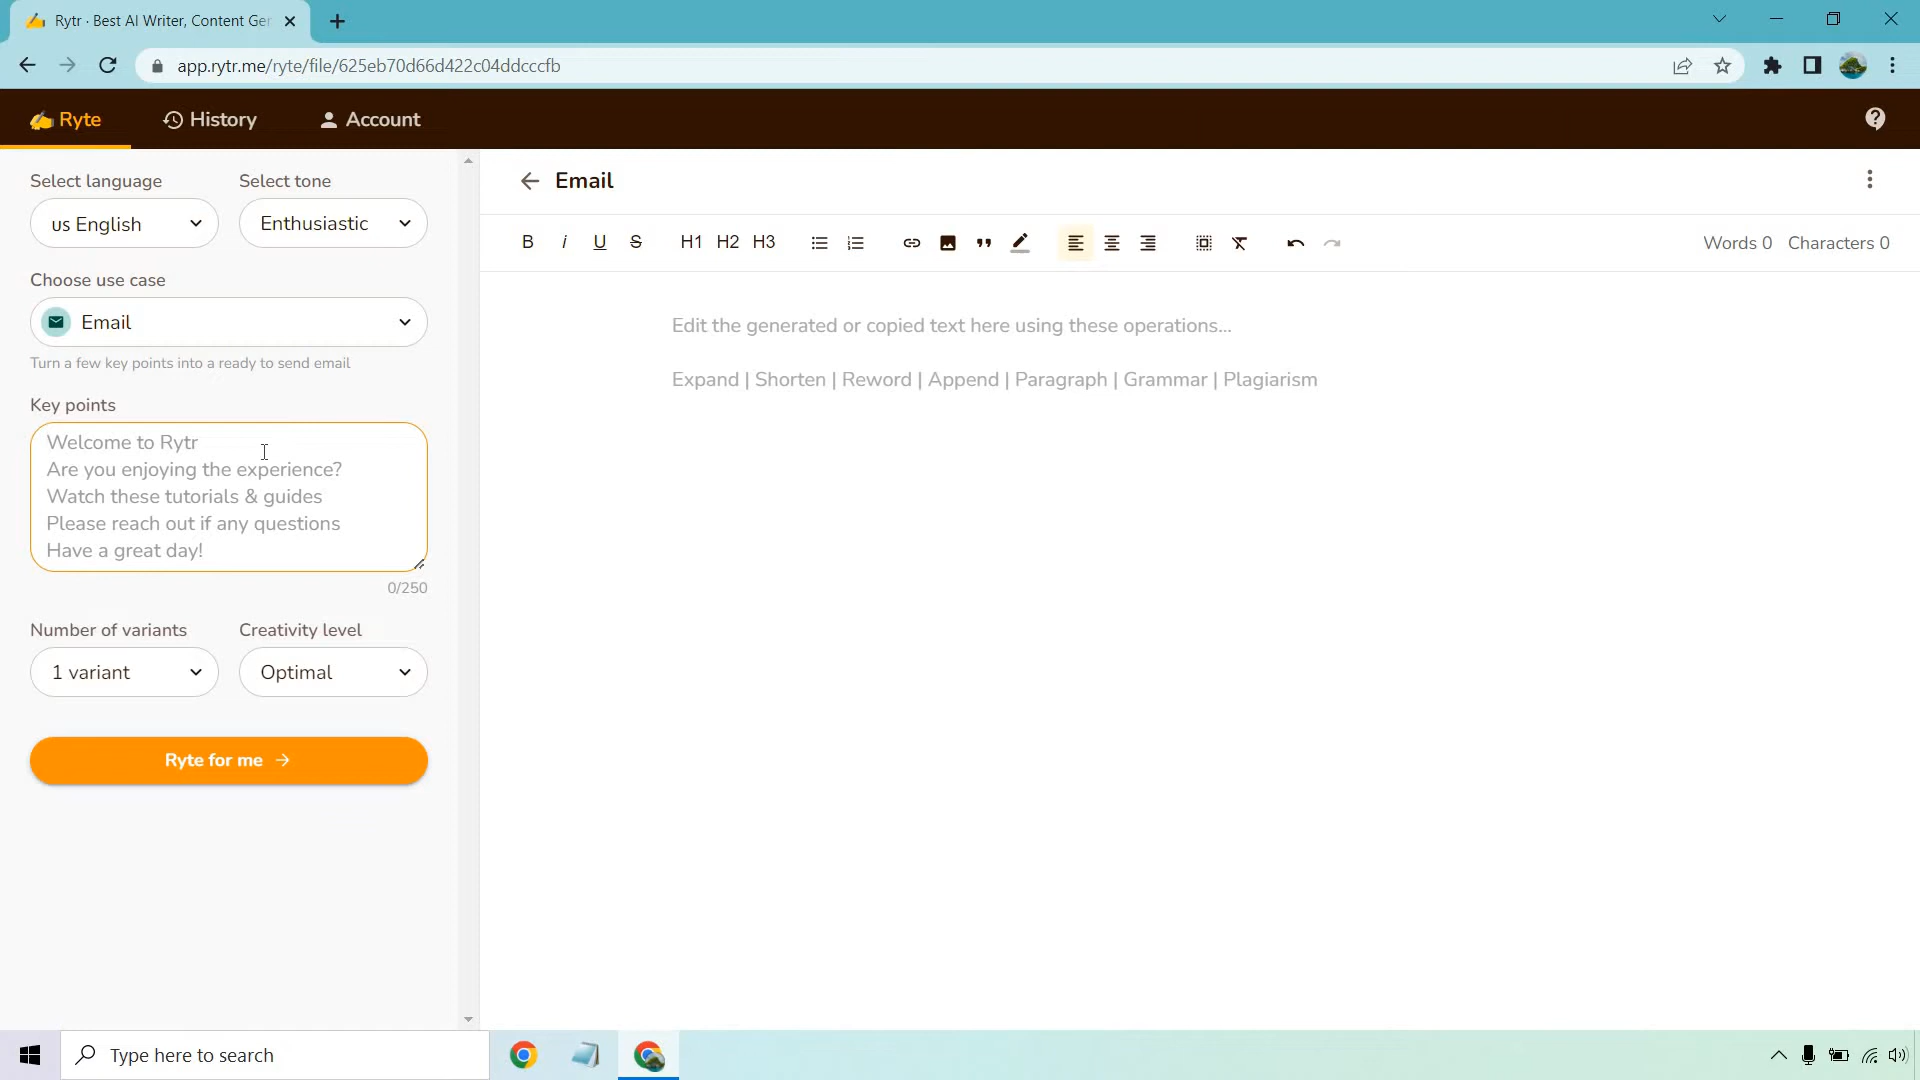 Rytr · Best AI Writer, Content Ger
app.rytr.me/ryte/file/625eb70d66d422c04ddcccfb
Ryte
History
Account
Select language
Select tone
us English
Enthusiastic
Choose use case
Email
Turn a few key points into a ready to send email
Key points
Welcome to Rytr
Are you enjoying the experience?
Watch these tutorials & guides
Please reach out if any questions
Have a great day!
0/250
Number of variants
Creativity level
1 variant
Optimal
Ryte for me →
Email
B i U S H1 H2 H3
Words 0 Characters 0
Edit the generated or copied text here using these operations...
Expand | Shorten | Reword | Append | Paragraph | Grammar | Plagiarism
Type here to search